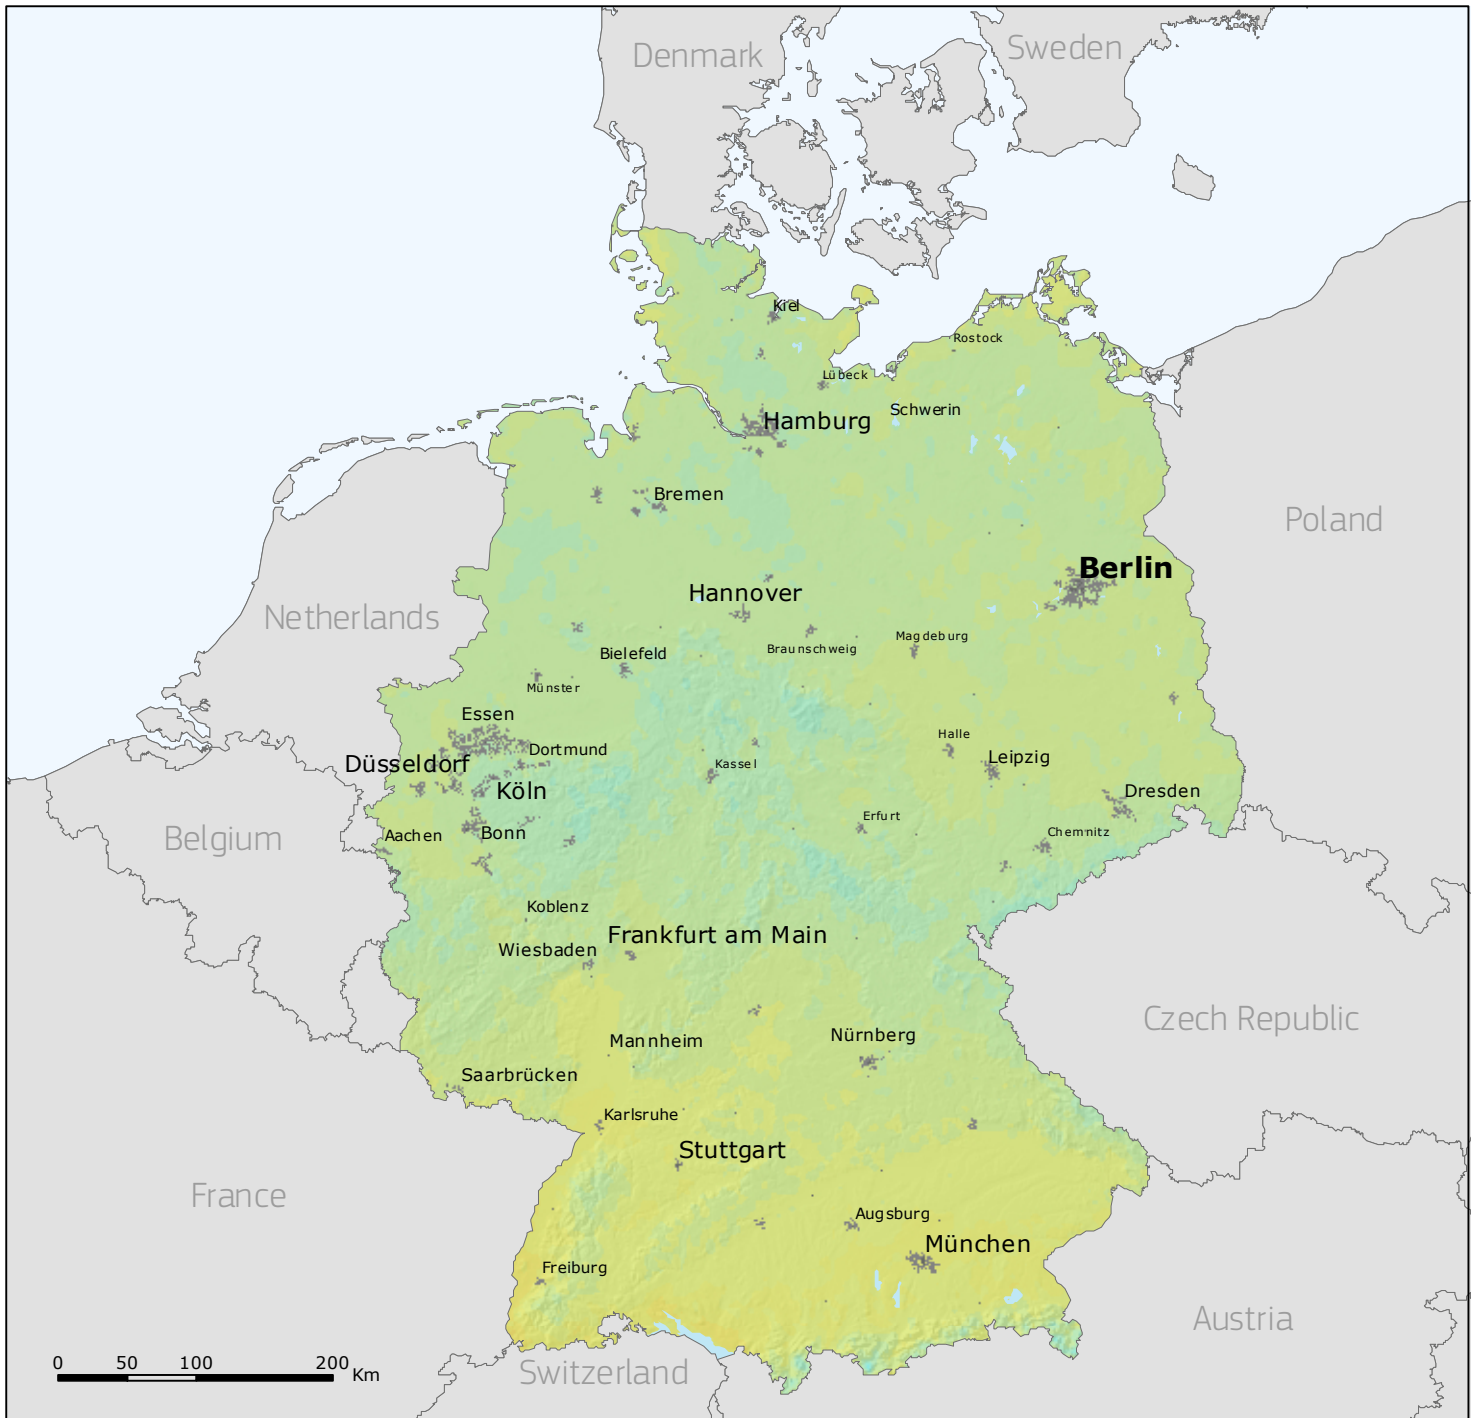 Denmark
Sweden
Kiel
Rostock
Lübeck
Schwerin
Hamburg
Bremen
Poland
Berlin
Hannover
Netherlands
Magdeburg
Braunschweig
Bielefeld
Münster
Essen
Halle
Dortmund
Leipzig
Düsseldorf
Kassel
Köln
Dresden
Erfurt
Chemnitz
Bonn
Aachen
Belgium
Koblenz
Frankfurt am Main
Wiesbaden
Czech Republic
Nürnberg
Mannheim
Saarbrücken
Karlsruhe
Stuttgart
France
Augsburg
München
Freiburg
Austria
0 50 100 200
Km
Switzerland